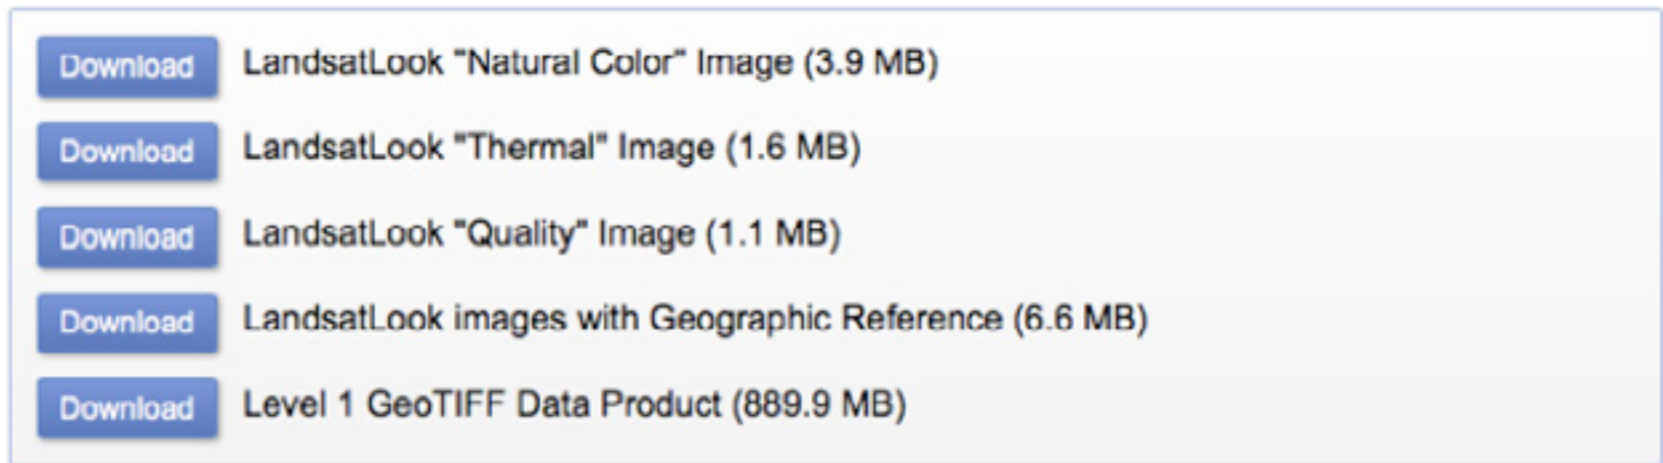 Download LandsatLook "Natural Color" Image (3.9 MB)
Download LandsatLook "Thermal" Image (1.6 MB)
Download LandsatLook "Quality" Image (1.1 MB)
Download LandsatLook images with Geographic Reference (6.6 MB)
Download Level 1 GeoTIFF Data Product (889.9 MB)